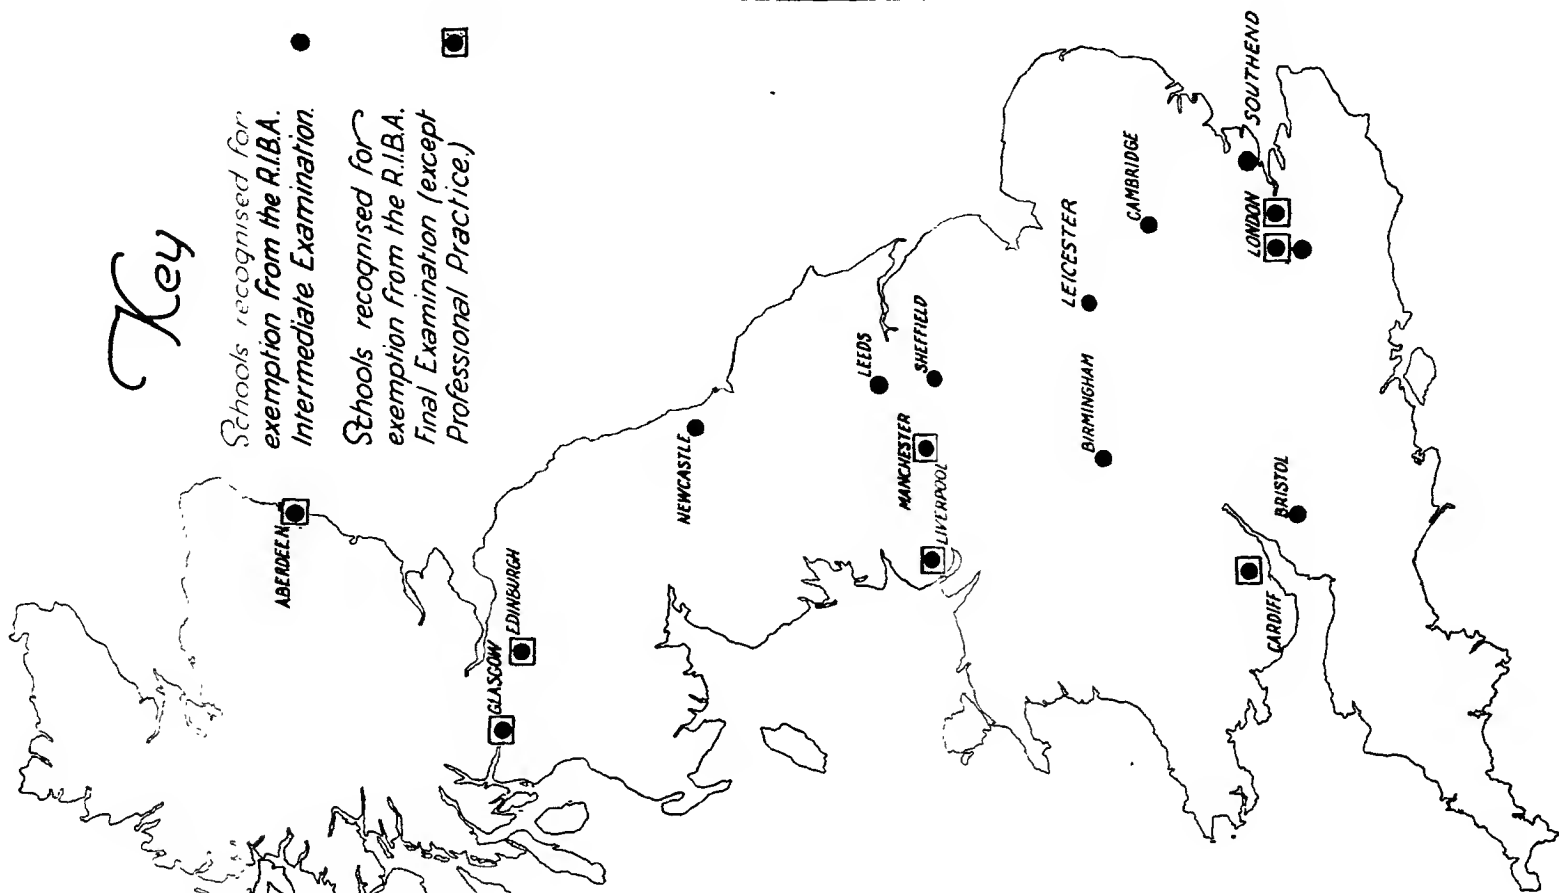 Key
Schools recognised for
exemption from the R.I.B.A.
Intermediate Examination.
Schools recognised for
exemption from the R.I.B.A.
Final Examination (except
Professional Practice.)
ABERDEEN
GLASGOW
EDINBURGH
NEWCASTLE
LEEDS
MANCHESTER
SHEFFIELD
LIVERPOOL
LEICESTER
BIRMINGHAM
CAMBRIDGE
SOUTHEND
LONDON
CARDIFF
BRISTOL